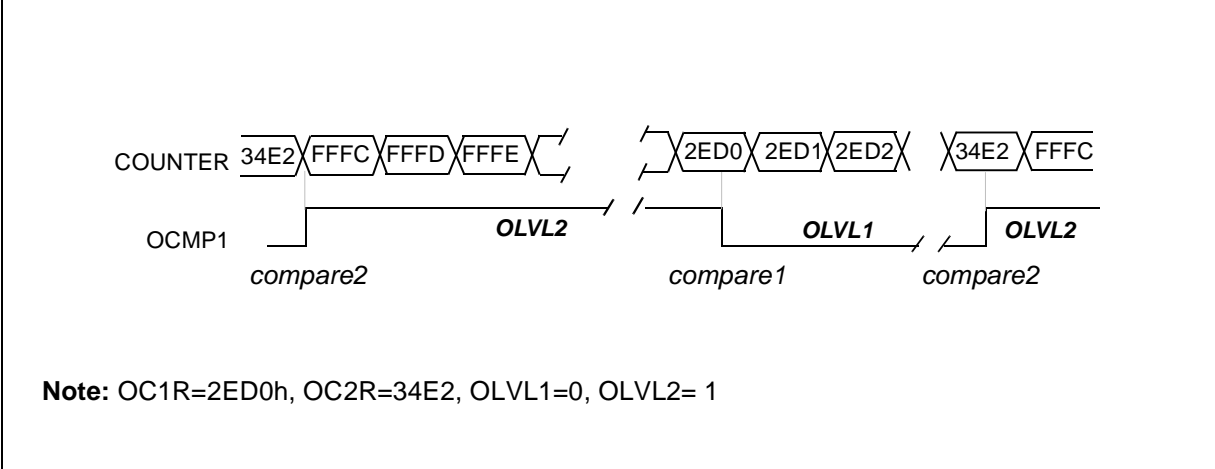 COUNTER 34E2 FFFC FFFD FFFE 2ED0 2ED1 2ED2 34E2 FFFC
OLVL2 OLVL1 OLVL2
OCMP1
compare2 compare1 compare2
Note: OC1R=2ED0h, OC2R=34E2, OLVL1=0, OLVL2= 1